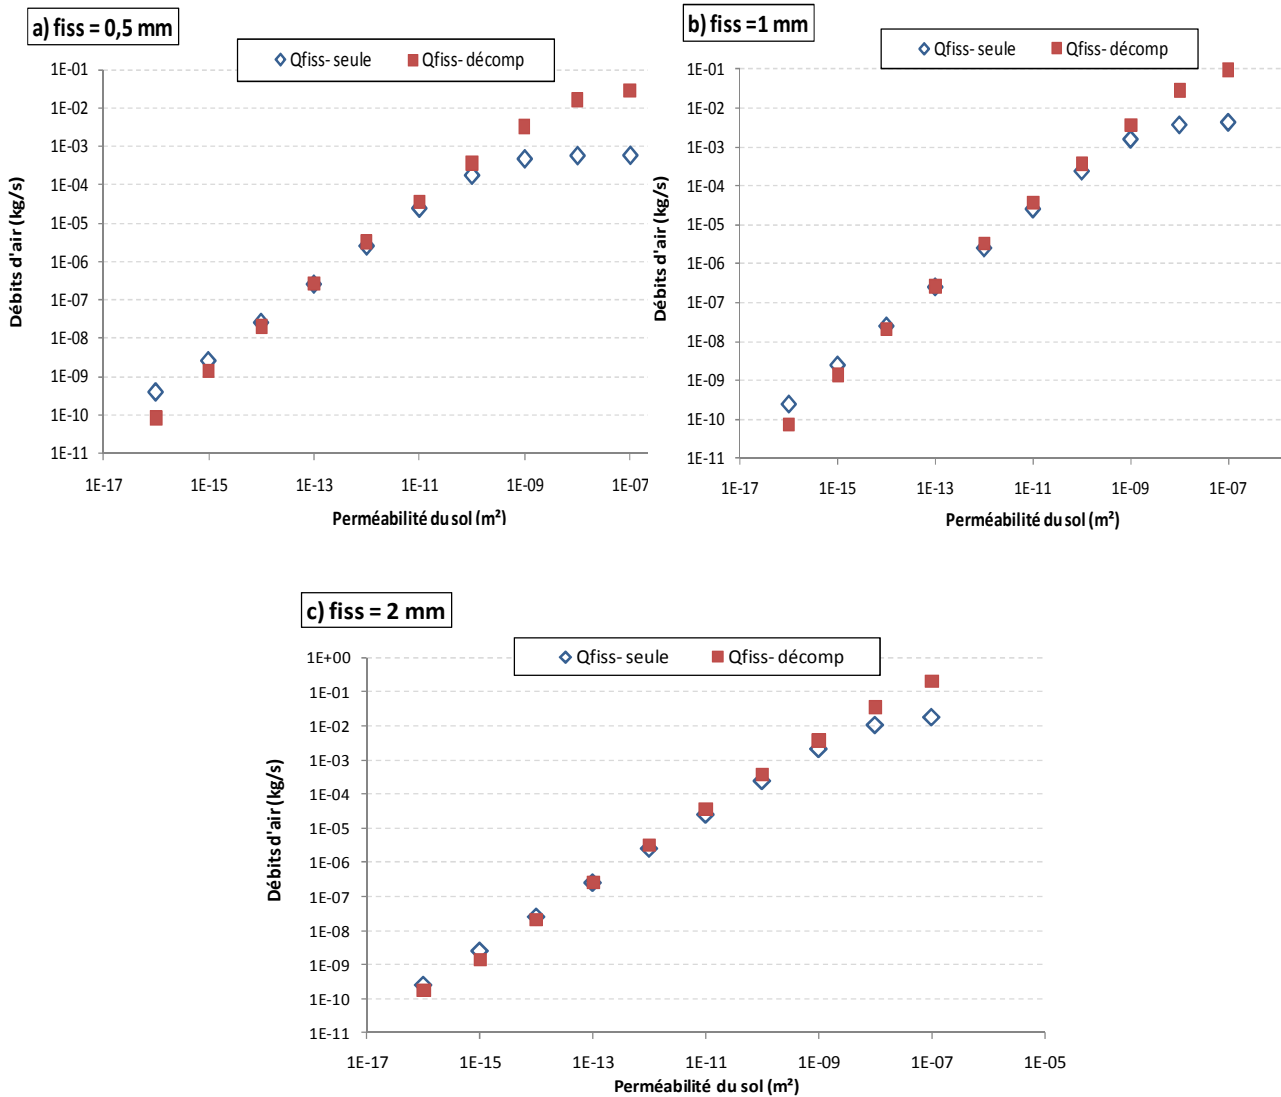 a) fiss = 0,5 mm
Qfiss- seule
Qfiss- décomp
1E-01
1E-02
1E-03
1E-04
1E-05
1E-06
1E-07
1E-08
1E-09
1E-10
1E-11
Débits d'air (kg/s)
1E-17 1E-15 1E-13 1E-11 1E-09 1E-07
Perméabilité du sol (m²)
b) fiss =1 mm
Qfiss- seule
Qfiss- décomp
1E-01
1E-02
1E-03
1E-04
1E-05
1E-06
1E-07
1E-08
1E-09
1E-10
1E-11
Débits d'air (kg/s)
1E-17 1E-15 1E-13 1E-11 1E-09 1E-07
Perméabilité du sol (m²)
c) fiss = 2 mm
Qfiss- seule
Qfiss- décomp
1E+00
1E-01
1E-02
1E-03
1E-04
1E-05
1E-06
1E-07
1E-08
1E-09
1E-10
1E-11
Débits d'air (kg/s)
1E-17 1E-15 1E-13 1E-11 1E-09 1E-07 1E-05
Perméabilité du sol (m²)